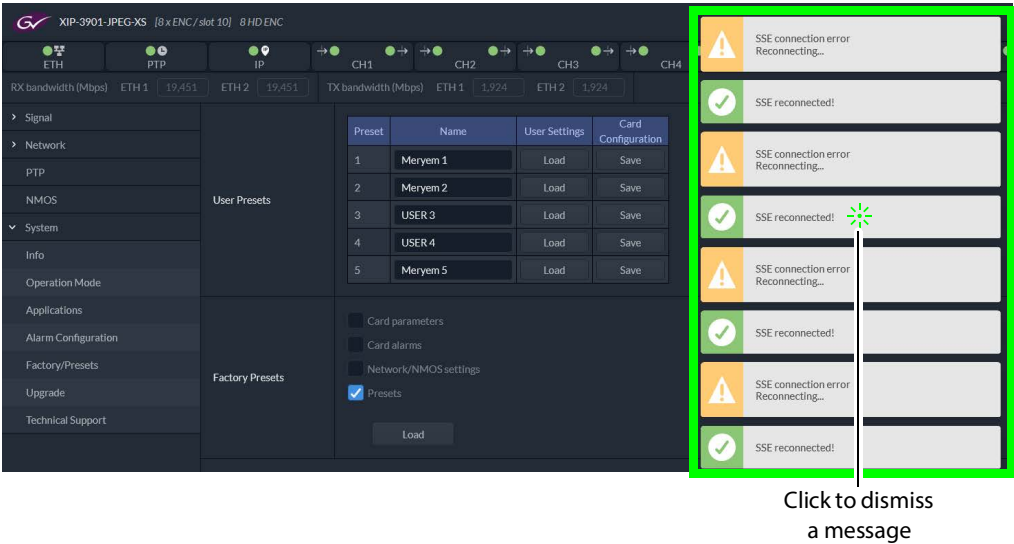 GV XIP-3901-JPEG-XS [8 x ENC / slot 10] 8 HD ENC
ETH PTP IP CH1 CH2 CH3 CH4
RX bandwidth (Mbps) ETH 1 19,451 ETH 2 19,451 TX bandwidth (Mbps) ETH 1 1,924 ETH 2 1,924
Signal
Network
PTP
NMOS
System
Info
Operation Mode
Applications
Alarm Configuration
Factory/Presets
Upgrade
Technical Support
User Presets
Preset Name User Settings Card Configuration
1 Meryem 1 Load Save
2 Meryem 2 Load Save
3 USER 3 Load Save
4 USER 4 Load Save
5 Meryem 5 Load Save
Factory Presets
Card parameters
Card alarms
Network/NMOS settings
Presets
Load
SSE connection error
Reconnecting...
SSE reconnected!
SSE connection error
Reconnecting...
SSE reconnected!
SSE connection error
Reconnecting...
SSE reconnected!
SSE connection error
Reconnecting...
SSE reconnected!
Click to dismiss
a message